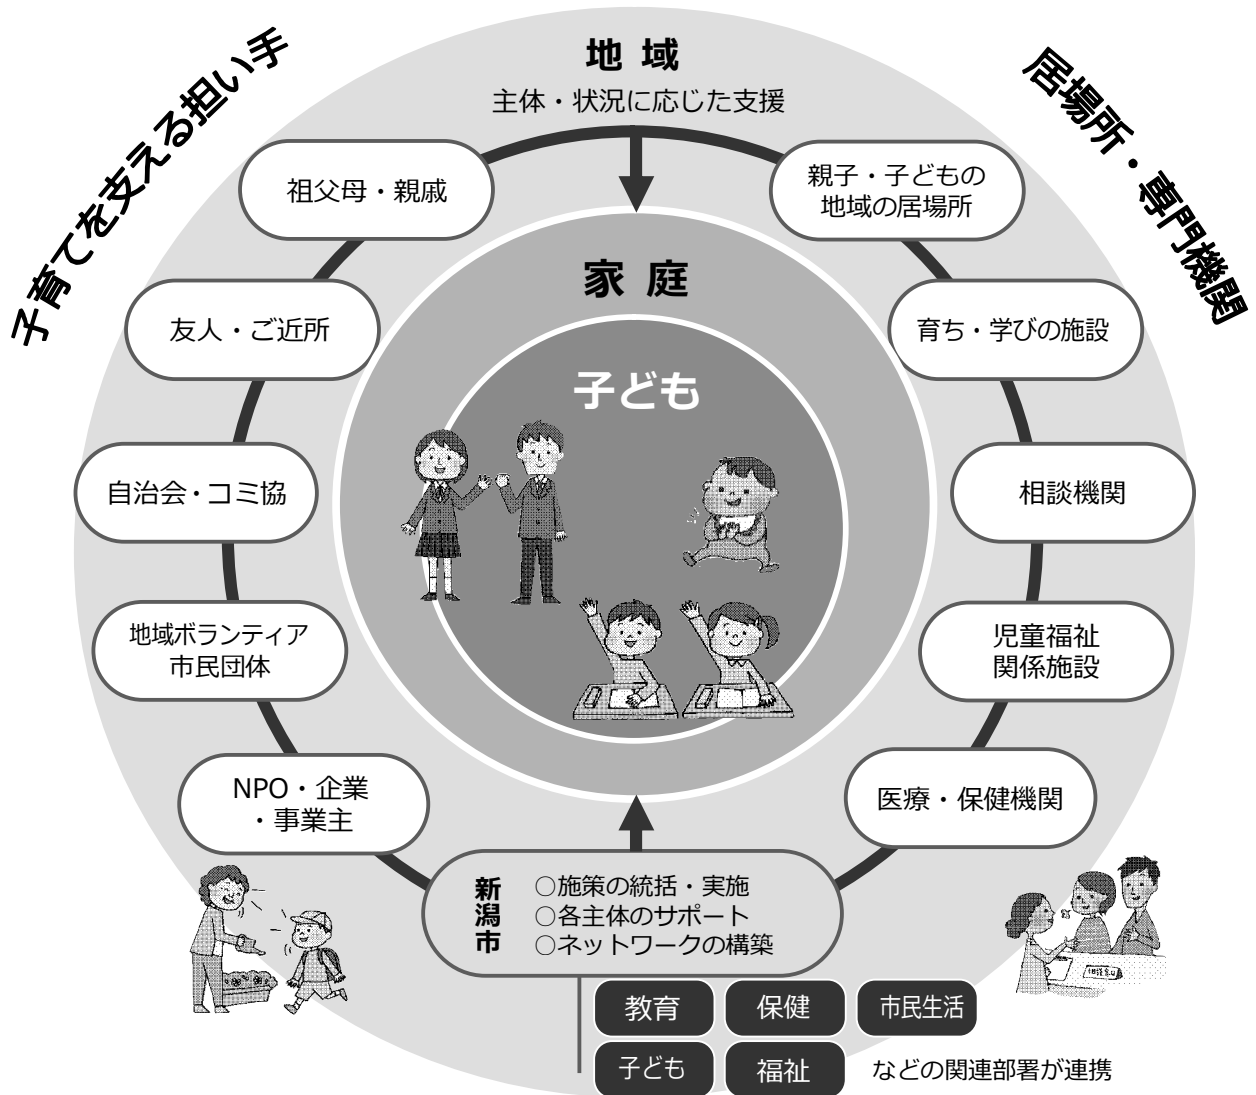 地域
主体・状況に応じた支援
子育てを支える担い手
居場所・専門機関
祖父母・親戚
友人・ご近所
自治会・コミ協
地域ボランティア
市民団体
NPO・企業
・事業主
親子・子どもの
地域の居場所
育ち・学びの施設
相談機関
児童福祉
関係施設
医療・保健機関
家庭
子ども
新潟市
○施策の統括・実施
○各主体のサポート
○ネットワークの構築
教育
保健
市民生活
子ども
福祉
などの関連部署が連携